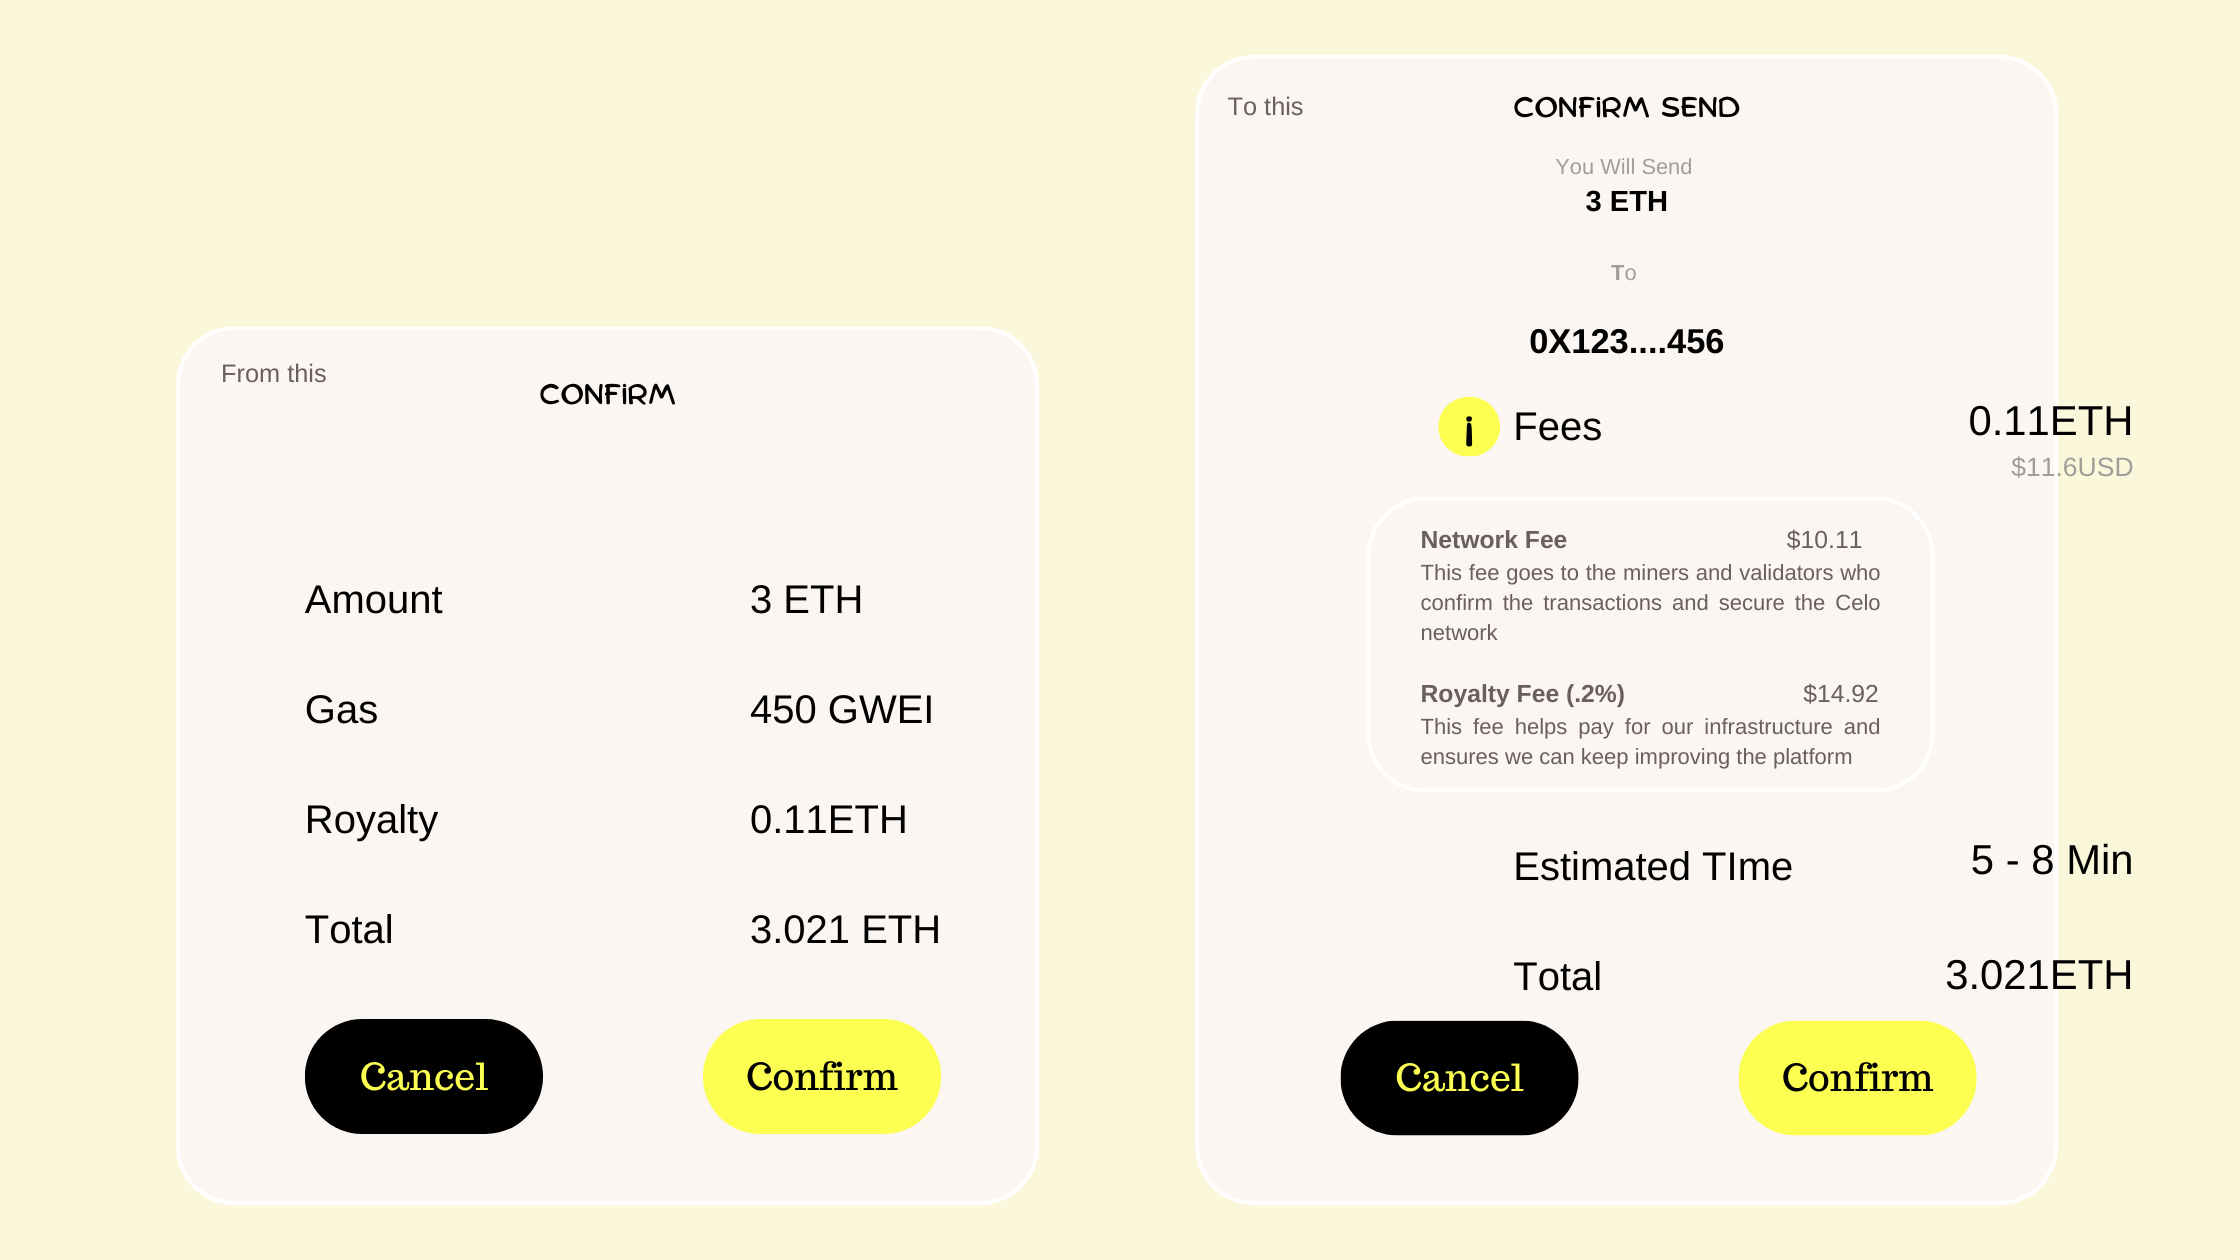 From this
CONFiRM
Amount 3 ETH
Gas 450 GWEI
Royalty 0.11ETH
Total 3.021 ETH
Cancel Confirm
To this
CONFiRM SEND
You Will Send
3 ETH
To
0X123....456
¡ Fees 0.11ETH
$11.6USD
Network Fee $10.11
This fee goes to the miners and validators who
confirm the transactions and secure the Celo
network
Royalty Fee (.2%) $14.92
This fee helps pay for our infrastructure and
ensures we can keep improving the platform
Estimated TIme 5 - 8 Min
Total 3.021ETH
Cancel Confirm